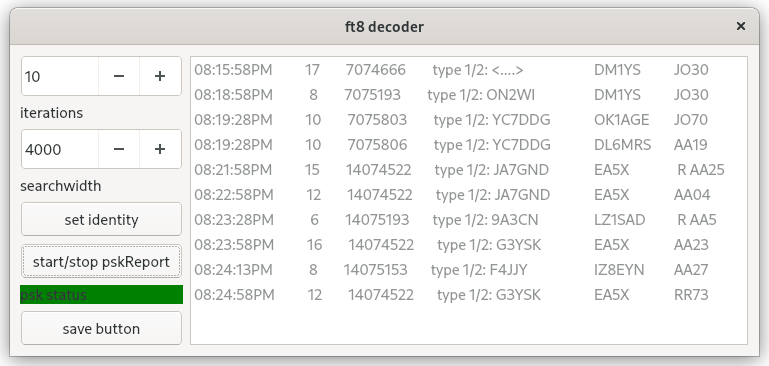 ft8 decoder
10
iterations
4000
searchwidth
set identity
start/stop pskReport
psk status
save button
08:15:58PM 17 7074666 type 1/2: <....> DM1YS JO30
08:18:58PM 8 7075193 type 1/2: ON2WI DM1YS JO30
08:19:28PM 10 7075803 type 1/2: YC7DDG OK1AGE JO70
08:19:28PM 10 7075806 type 1/2: YC7DDG DL6MRS AA19
08:21:58PM 15 14074522 type 1/2: JA7GND EA5X R AA25
08:22:58PM 12 14074522 type 1/2: JA7GND EA5X AA04
08:23:28PM 6 14075193 type 1/2: 9A3CN LZ1SAD R AA5
08:23:58PM 16 14074522 type 1/2: G3YSK EA5X AA23
08:24:13PM 8 14075153 type 1/2: F4JJY IZ8EYN AA27
08:24:58PM 12 14074522 type 1/2: G3YSK EA5X RR73